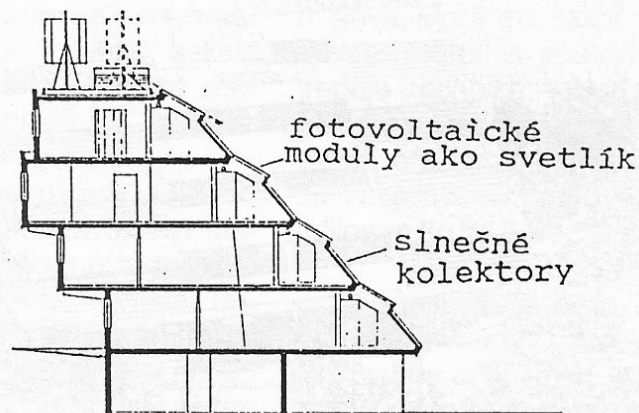 fotovoltaické
moduly ako svetlík
slnečné
kolektory